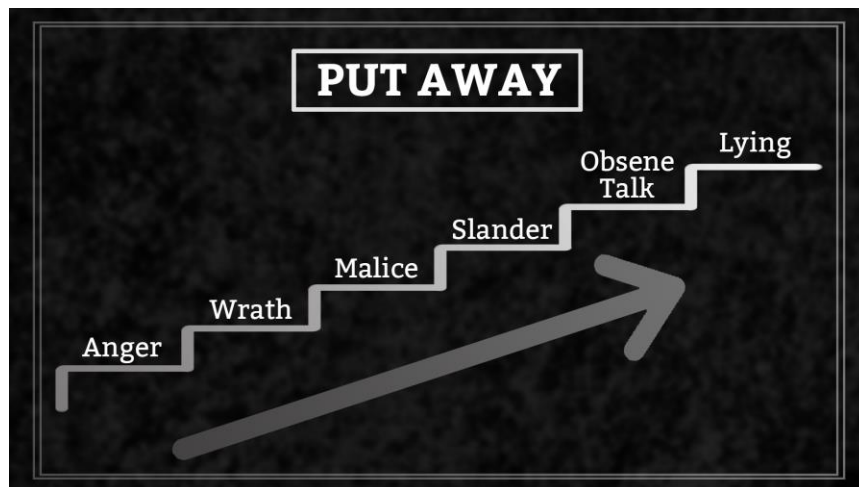 PUT AWAY
Anger
Wrath
Malice
Slander
Obsene
Talk
Lying